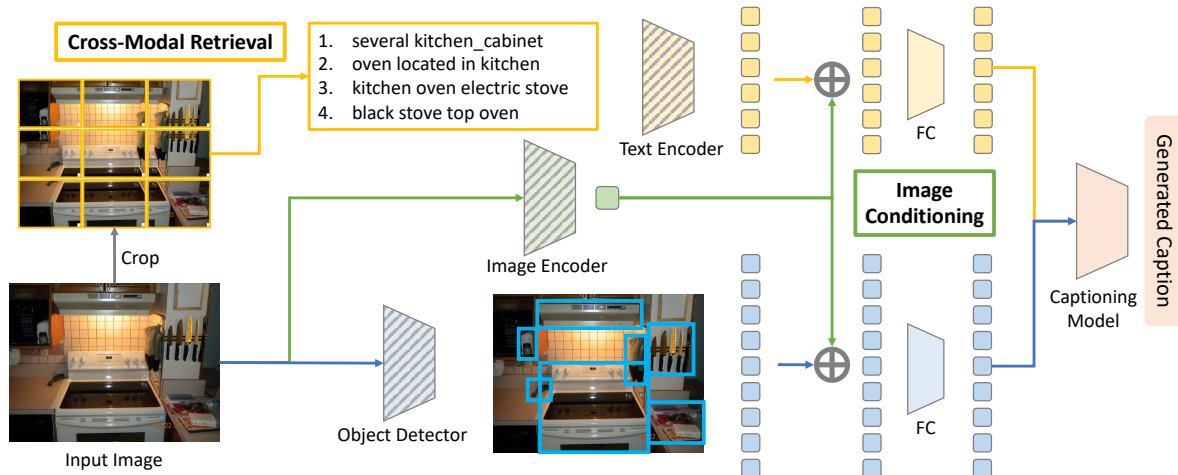 Cross-Modal Retrieval
1. several kitchen_cabinet
2. oven located in kitchen
3. kitchen oven electric stove
4. black stove top oven
Text Encoder
FC
Crop
Image Encoder
Image
Conditioning
Generated Caption
Captioning
Model
Input Image
Object Detector
FC